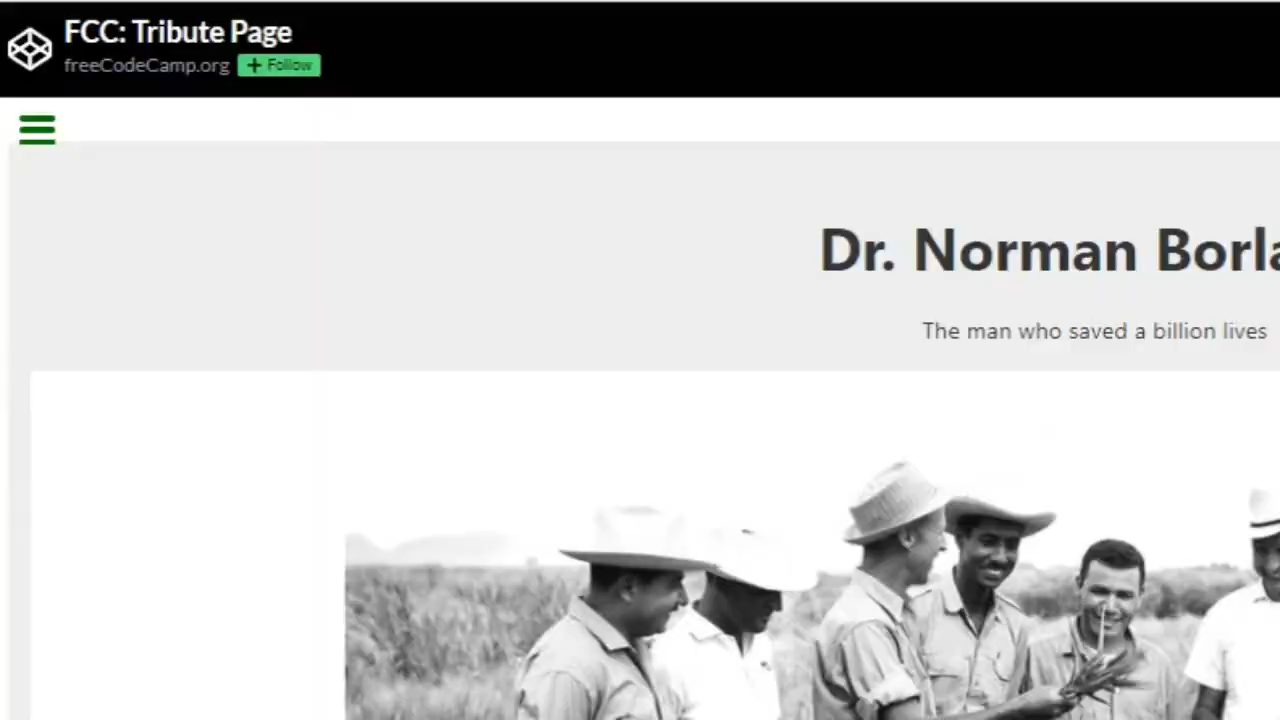 FCC: Tribute Page
freeCodeCamp.org + Follow
Dr. Norman Borla
The man who saved a billion lives